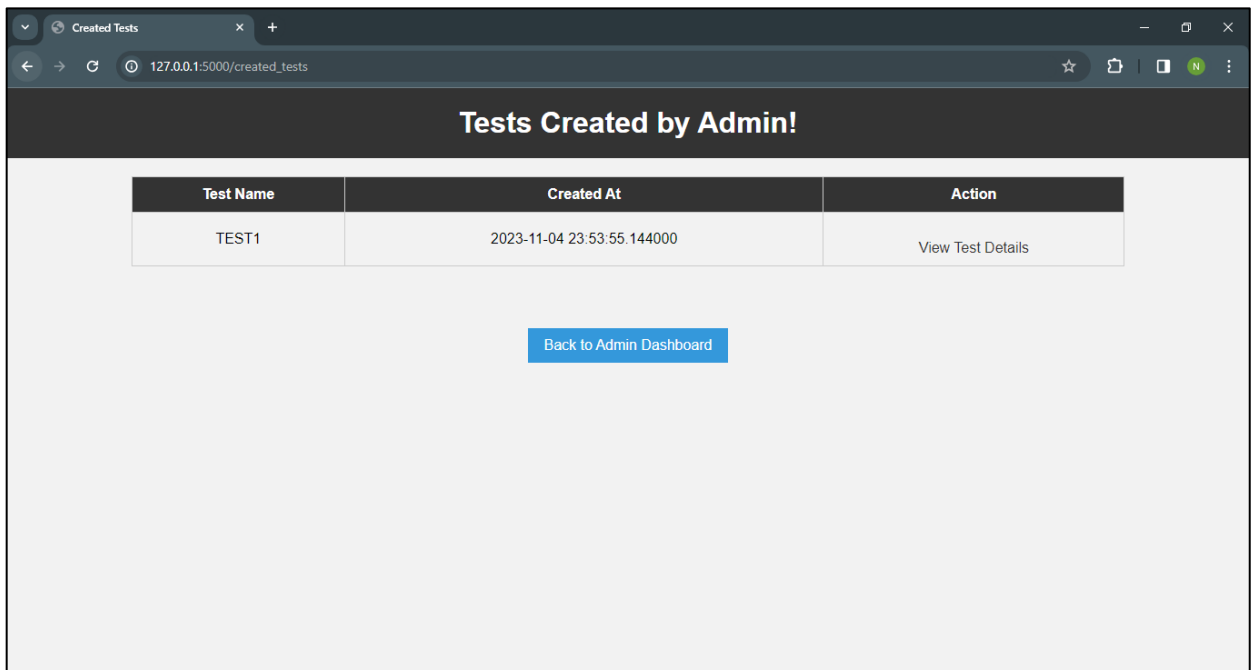 Created Tests
127.0.0.1:5000/created_tests
N
Tests Created by Admin!
Test Name Created At Action
TEST1 2023-11-04 23:53:55.144000 View Test Details
Back to Admin Dashboard